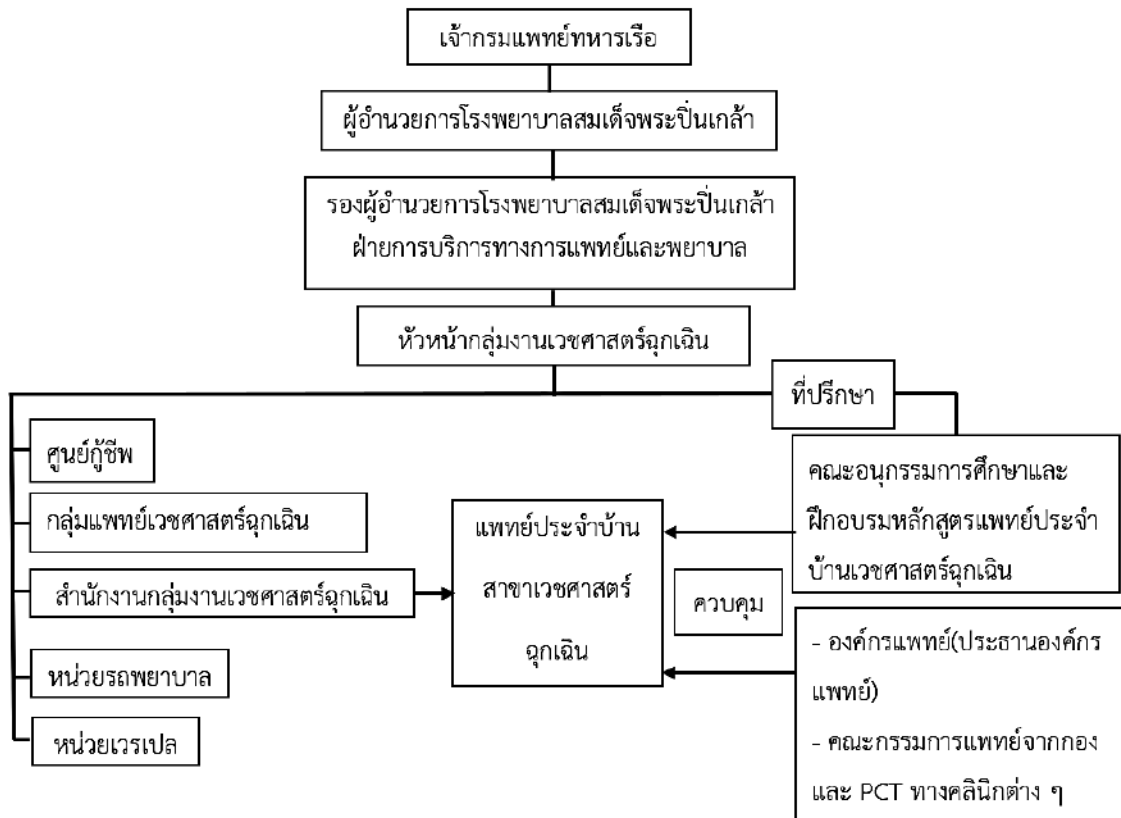 เจ้ากรมแพทย์ทหารเรือ
ผู้อำนวยการโรงพยาบาลสมเด็จพระปิ่นเกล้า
รองผู้อำนวยการโรงพยาบาลสมเด็จพระปิ่นเกล้า
ฝ่ายการบริการทางการแพทย์และพยาบาล
หัวหน้ากลุ่มงานเวชศาสตร์ฉุกเฉิน
ที่ปรึกษา
ศูนย์กู้ชีพ
กลุ่มแพทย์เวชศาสตร์ฉุกเฉิน
สำนักงานกลุ่มงานเวชศาสตร์ฉุกเฉิน
หน่วยรถพยาบาล
หน่วยเวรเปล
แพทย์ประจำบ้าน
สาขาเวชศาสตร์
ฉุกเฉิน
ควบคุม
คณะอนุกรรมการศึกษาและ
ฝึกอบรมหลักสูตรแพทย์ประจำ
บ้านเวชศาสตร์ฉุกเฉิน
- องค์กรแพทย์(ประธานองค์กร
แพทย์)
- คณะกรรมการแพทย์จากกอง
และ PCT ทางคลินิกต่าง ๆ